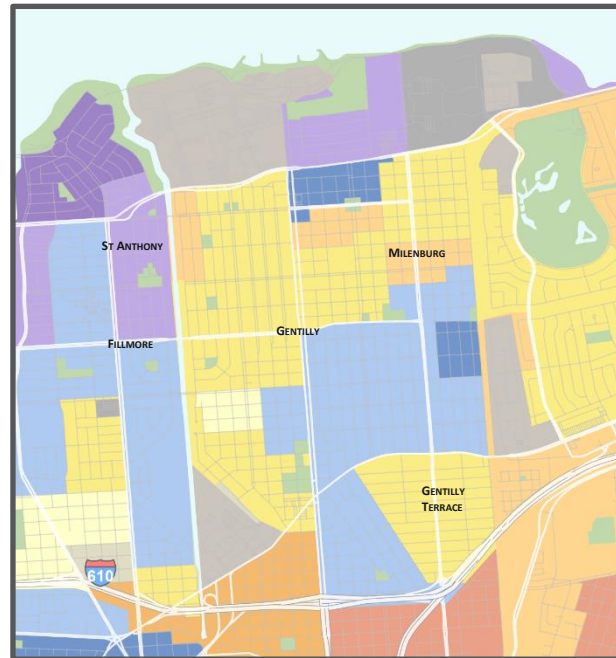 ST ANTHONY
MILENBURG
GENTILLY
FILLMORE
GENTILLY
TERRACE
610